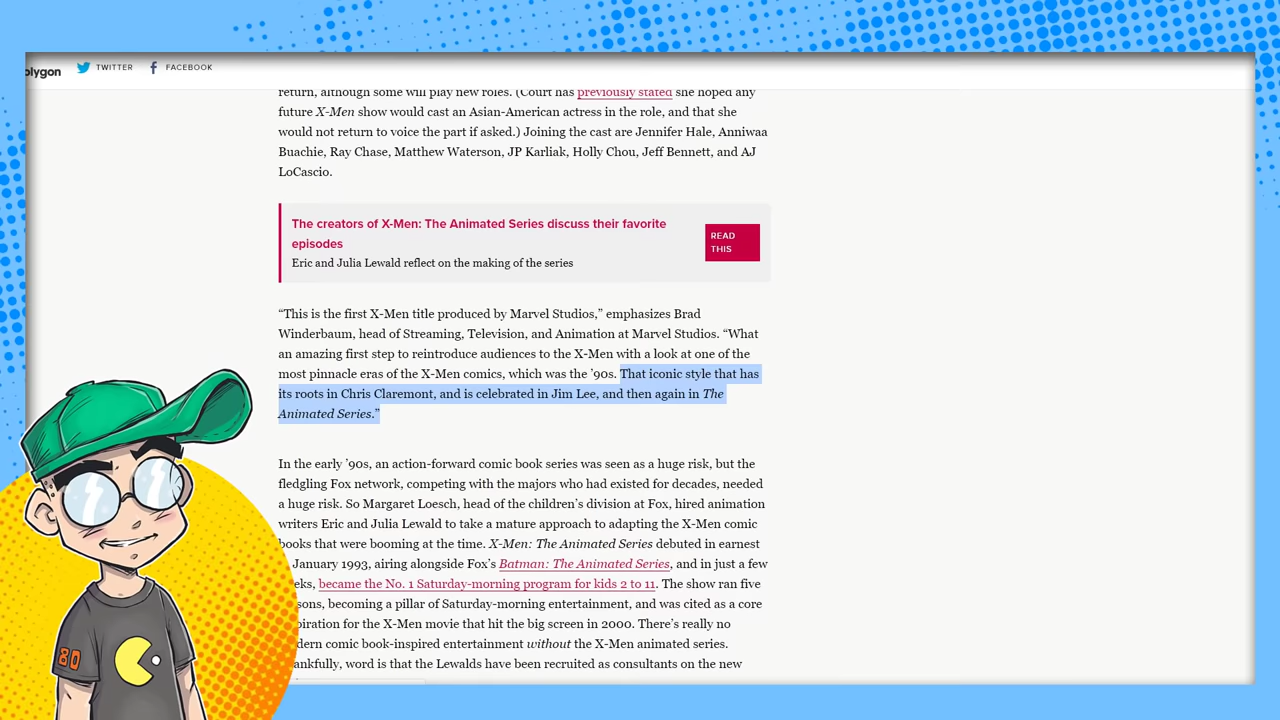 olygon
TWITTER
FACEBOOK
return, although some will play new roles. (Court has previously stated she hoped any
future X-Men show would cast an Asian-American actress in the role, and that she
would not return to voice the part if asked.) Joining the cast are Jennifer Hale, Anniwaa
Buachie, Ray Chase, Matthew Waterson, JP Karliak, Holly Chou, Jeff Bennett, and AJ
LoCascio.
The creators of X-Men: The Animated Series discuss their favorite
episodes
Eric and Julia Lewald reflect on the making of the series
READ
THIS
“This is the first X-Men title produced by Marvel Studios,” emphasizes Brad
Winderbaum, head of Streaming, Television, and Animation at Marvel Studios. “What
an amazing first step to reintroduce audiences to the X-Men with a look at one of the
most pinnacle eras of the X-Men comics, which was the ’90s. That iconic style that has
its roots in Chris Claremont, and is celebrated in Jim Lee, and then again in The
Animated Series.”
In the early ’90s, an action-forward comic book series was seen as a huge risk, but the
fledgling Fox network, competing with the majors who had existed for decades, needed
a huge risk. So Margaret Loesch, head of the children’s division at Fox, hired animation
writers Eric and Julia Lewald to take a mature approach to adapting the X-Men comic
books that were booming at the time. X-Men: The Animated Series debuted in earnest
January 1993, airing alongside Fox’s Batman: The Animated Series, and in just a few
eeks, became the No. 1 Saturday-morning program for kids 2 to 11. The show ran five
sons, becoming a pillar of Saturday-morning entertainment, and was cited as a core
piration for the X-Men movie that hit the big screen in 2000. There’s really no
dern comic book-inspired entertainment without the X-Men animated series.
ankfully, word is that the Lewalds have been recruited as consultants on the new
80